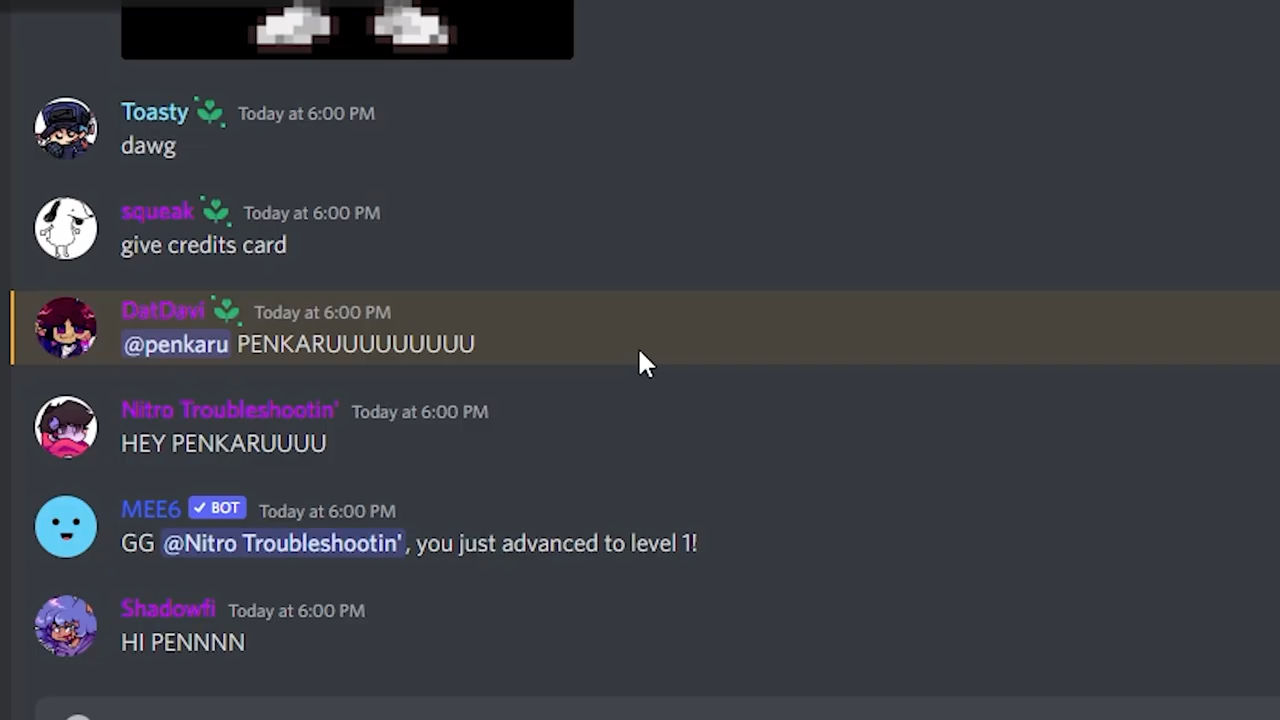 Toasty Today at 6:00 PM
dawg
squeak Today at 6:00 PM
give credits card
DatDavi Today at 6:00 PM
@penkaru PENKARUUUUUUUUU
Nitro Troubleshootin' Today at 6:00 PM
HEY PENKARUUUU
MEE6 BOT Today at 6:00 PM
GG @Nitro Troubleshootin', you just advanced to level 1!
Shadowfi Today at 6:00 PM
HI PENNNN